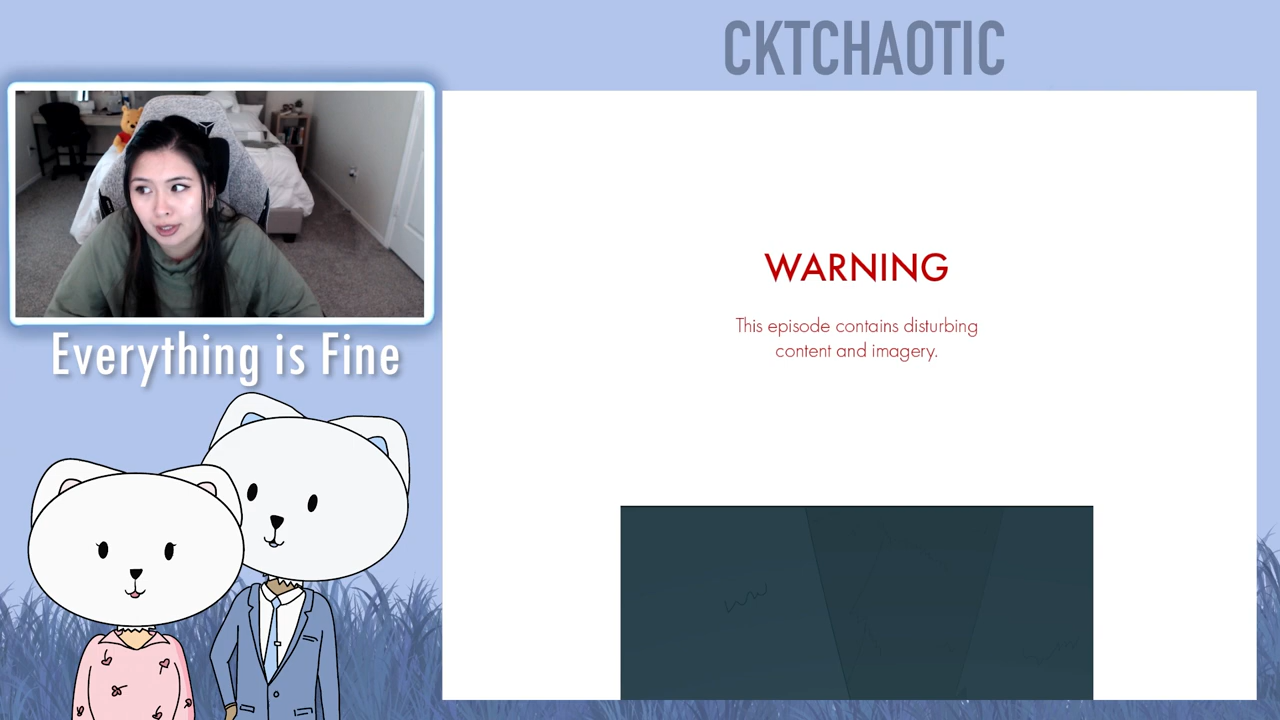 CKTCHAOTIC
Everything is Fine
WARNING
This episode contains disturbing
content and imagery.